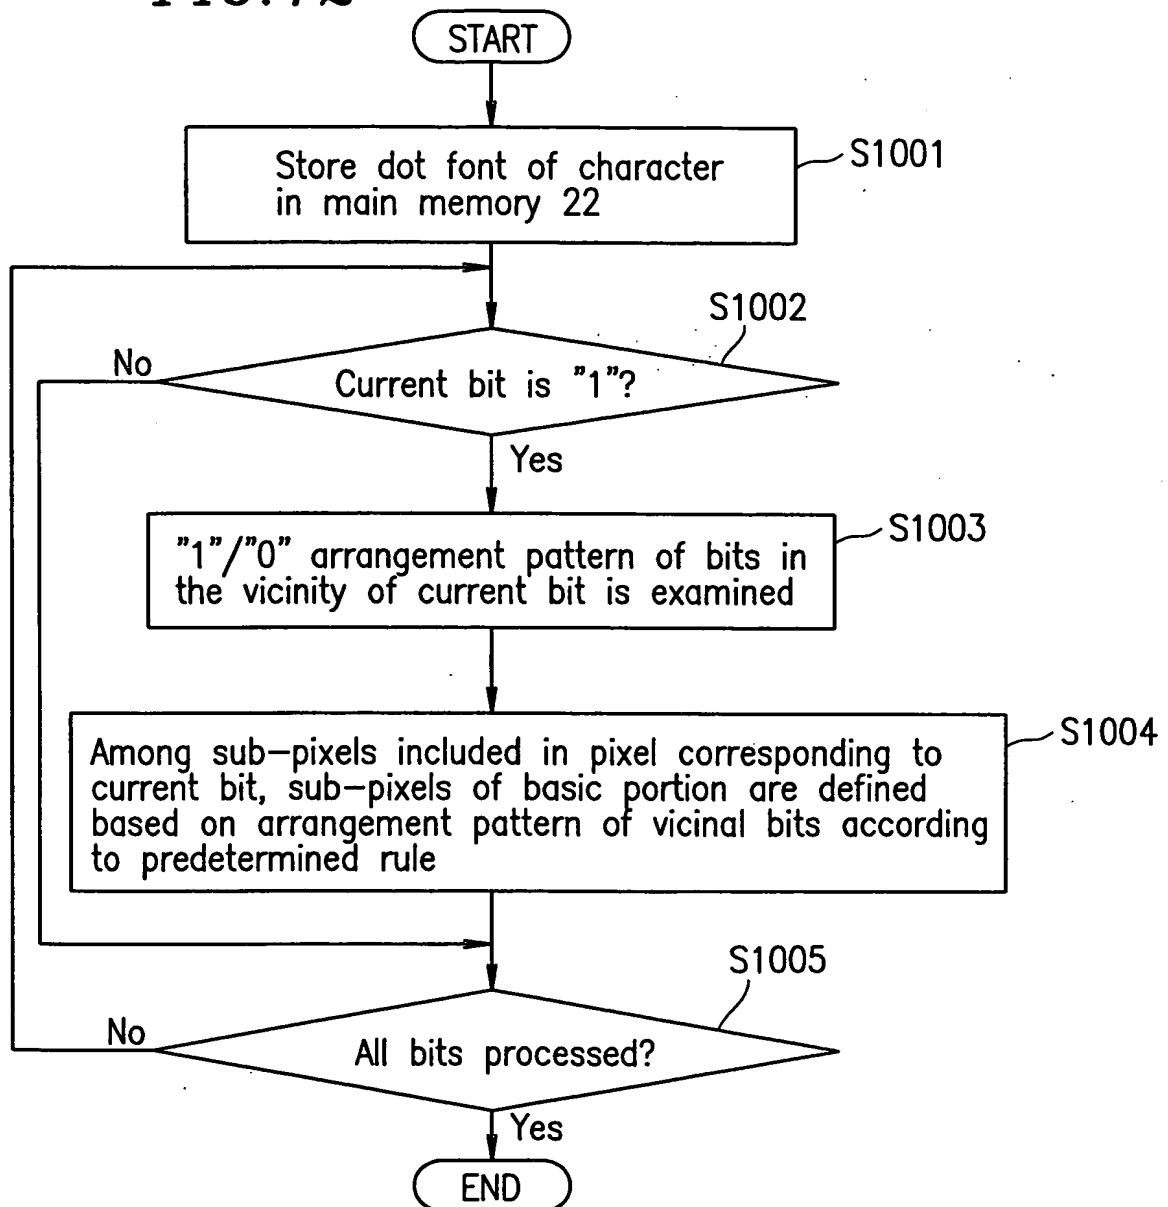 START
Store dot font of character
in main memory 22
S1001
S1002
No
Current bit is "1"?
Yes
S1003
"1"/"0" arrangement pattern of bits in
the vicinity of current bit is examined
S1004
Among sub-pixels included in pixel corresponding to
current bit, sub-pixels of basic portion are defined
based on arrangement pattern of vicinal bits according
to predetermined rule
S1005
No
All bits processed?
Yes
END